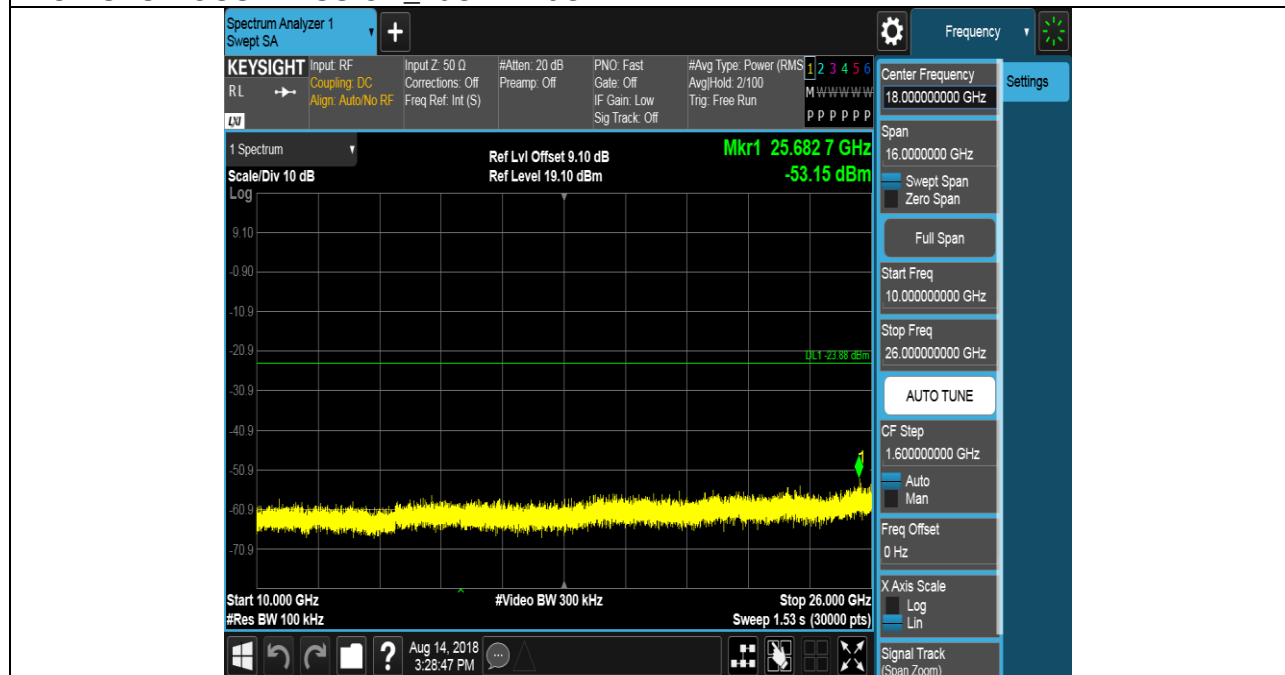 Spectrum Analyzer 1
Swept SA
Frequency
KEYSIGHT
RL
LXI
Input: RF
Coupling: DC
Align: Auto/No RF
Input Z: 50 Ω
Corrections: Off
Freq Ref: Int (S)
#Atten: 20 dB
Preamp: Off
PNO: Fast
Gate: Off
IF Gain: Low
Sig Track: Off
#Avg Type: Power (RMS
Avg|Hold: 2/100
Trig: Free Run
1 2 3 4 5 6
M W W W W W
P P P P P P
1 Spectrum
Scale/Div 10 dB
Ref Lvl Offset 9.10 dB
Ref Level 19.10 dBm
Mkr1 25.682 7 GHz
-53.15 dBm
Log
9.10
-0.90
-10.9
-20.9
DL1 -23.88 dBm
-30.9
-40.9
-50.9
1
-60.9
-70.9
Start 10.000 GHz
#Res BW 100 kHz
#Video BW 300 kHz
Stop 26.000 GHz
Sweep 1.53 s (30000 pts)
Aug 14, 2018
3:28:47 PM
Center Frequency
18.000000000 GHz
Settings
Span
16.0000000 GHz
Swept Span
Zero Span
Full Span
Start Freq
10.000000000 GHz
Stop Freq
26.000000000 GHz
AUTO TUNE
CF Step
1.600000000 GHz
Auto
Man
Freq Offset
0 Hz
X Axis Scale
Log
Lin
Signal Track
(Span Zoom)